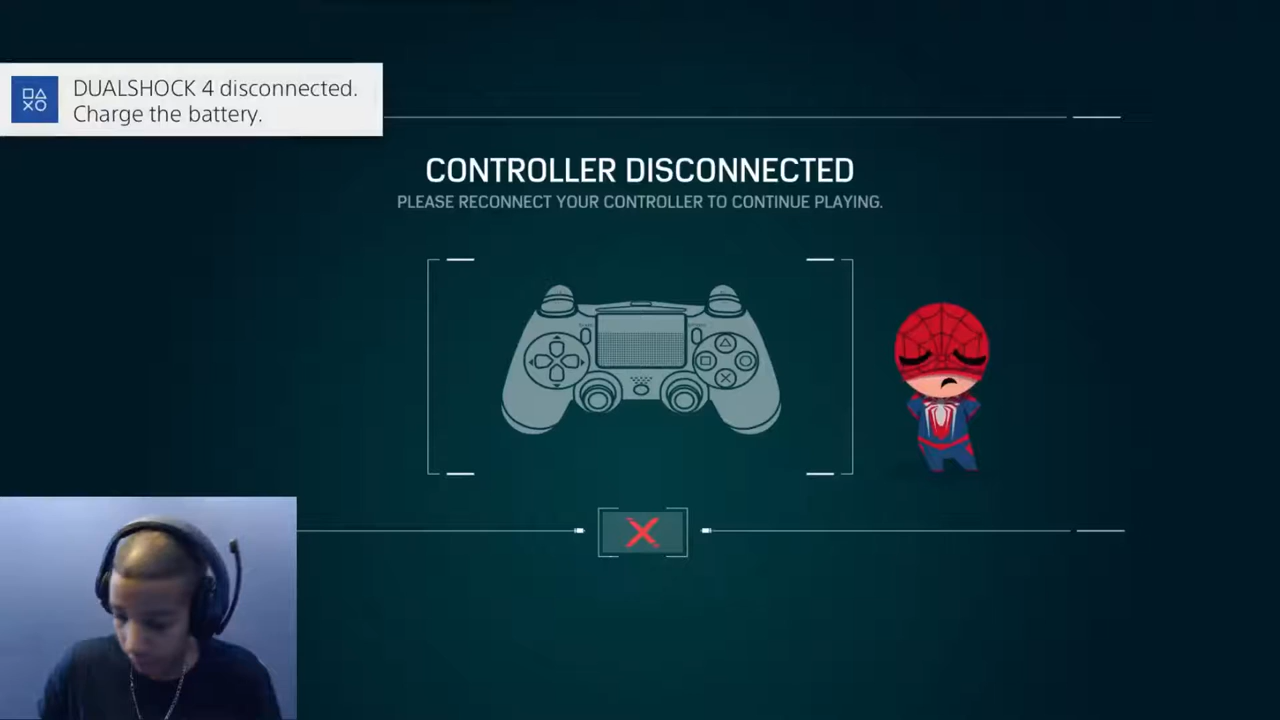 DUALSHOCK 4 disconnected.
Charge the battery.
CONTROLLER DISCONNECTED
PLEASE RECONNECT YOUR CONTROLLER TO CONTINUE PLAYING.